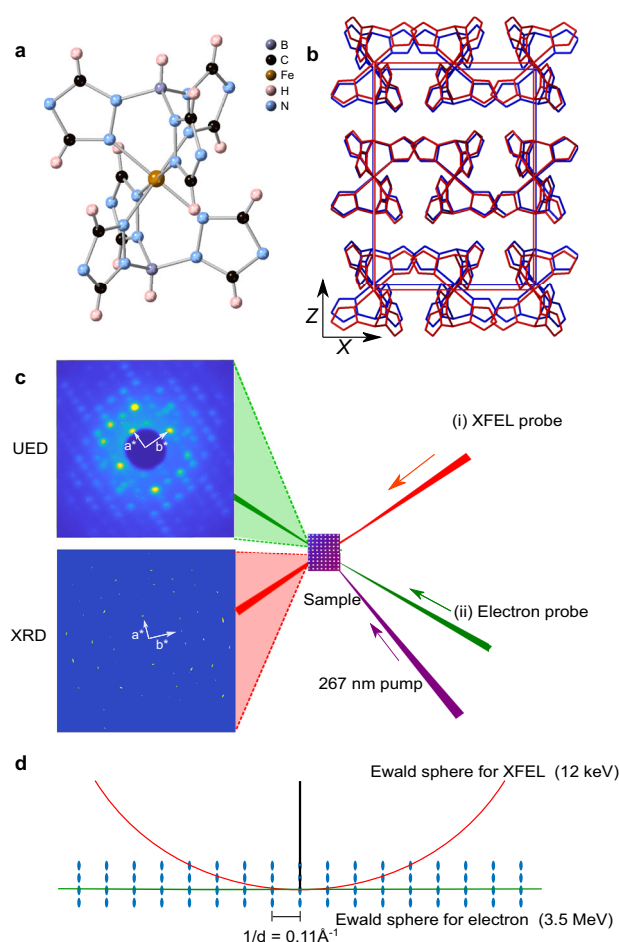 a
B
C
Fe
H
N
b
Z
X
c
UED
a* b*
XRD
a* b*
(i) XFEL probe
Sample
(ii) Electron probe
267 nm pump
d
Ewald sphere for XFEL (12 keV)
Ewald sphere for electron (3.5 MeV)
1/d = 0.11Å⁻¹